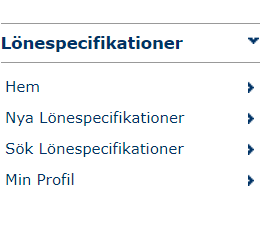 Lönespecifikationer
Hem
Nya Lönespecifikationer
Sök Lönespecifikationer
Min Profil